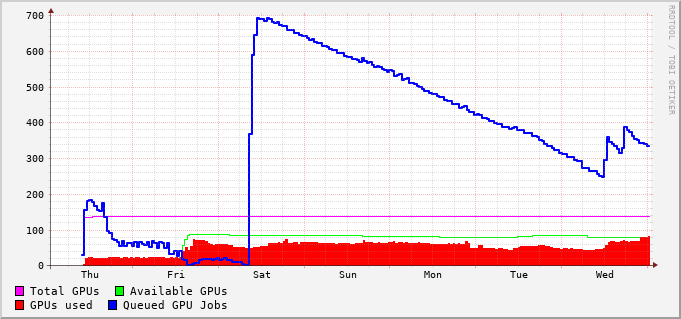 700
600
500
400
300
200
100
0
Thu Fri Sat Sun Mon Tue Wed
RRDTOOL / TOBI OETIKER
Total GPUs Available GPUs
GPUs used Queued GPU Jobs